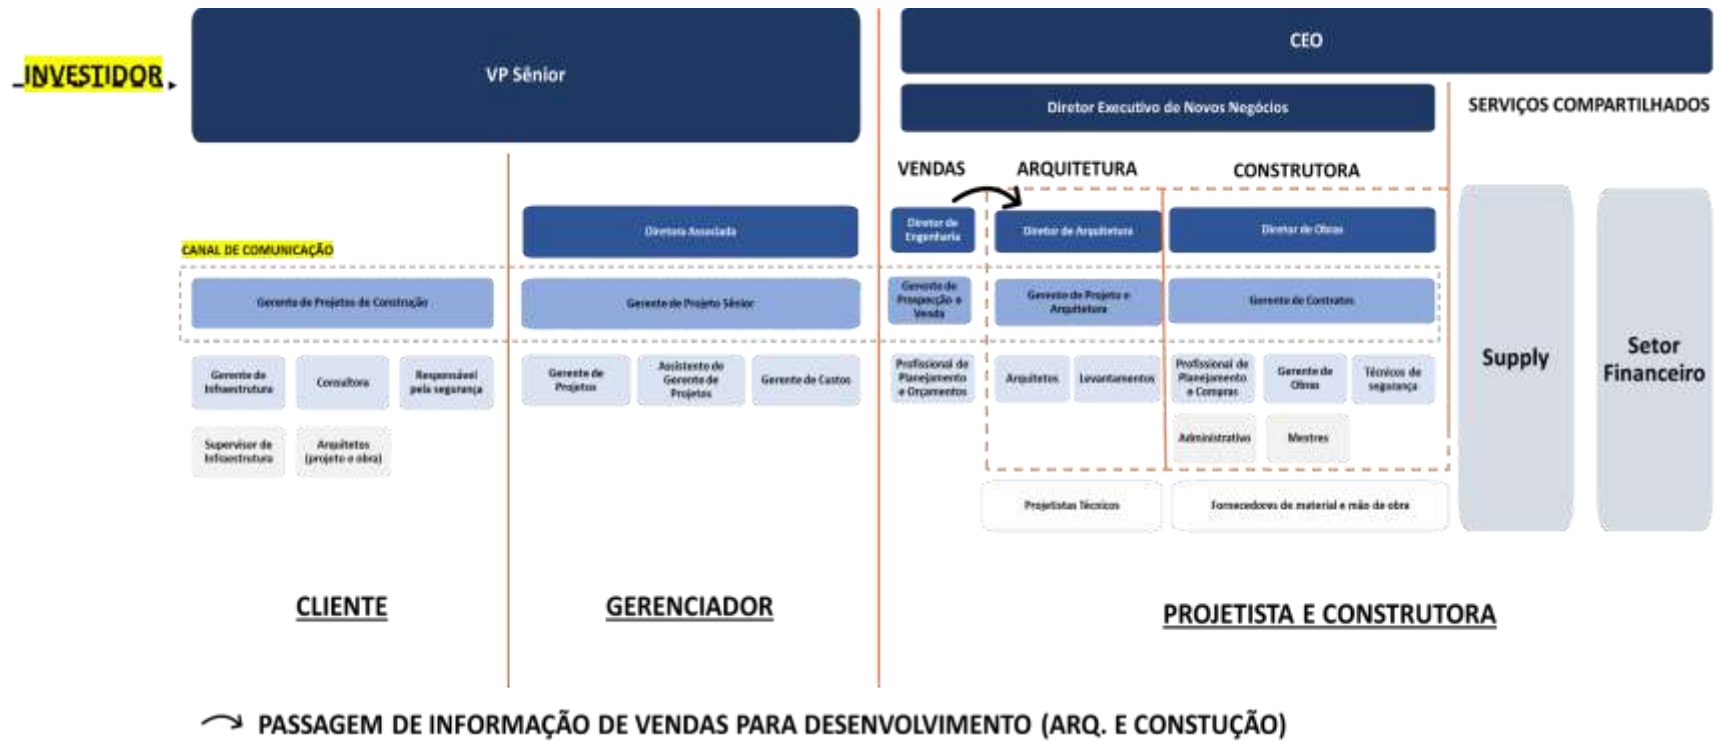 INVESTIDOR
VP Sênior
CEO
Diretor Executivo de Novos Negócios
SERVIÇOS COMPARTILHADOS
VENDAS
ARQUITETURA
CONSTRUTORA
Diretora Associada
Diretor de
Engenharia
Diretor de Arquitetura
Diretor de Obras
CANAL DE COMUNICAÇÃO
Gerente de Projetos de Construção
Gerente de Projeto Sênior
Gerente de
Prospecção e
Venda
Gerente de Projeto e
Arquitetura
Gerente de Contratos
Gerente de
Infraestrutura
Consultora
Responsável
pela segurança
Gerente de
Projetos
Assistente de
Gerente de
Projetos
Gerente de Custos
Profissional de
Planejamento
e Orçamentos
Arquitetos
Levantamentos
Profissional de
Planejamento
e Compras
Gerente de
Obras
Técnicos de
segurança
Supply
Setor
Financeiro
Supervisor de
Infraestrutura
Arquitetos
(projeto e obra)
Administrativo
Mestres
Projetistas Técnicos
Fornecedores de material e mão de obra
CLIENTE
GERENCIADOR
PROJETISTA E CONSTRUTORA
PASSAGEM DE INFORMAÇÃO DE VENDAS PARA DESENVOLVIMENTO (ARQ. E CONSTUÇÃO)